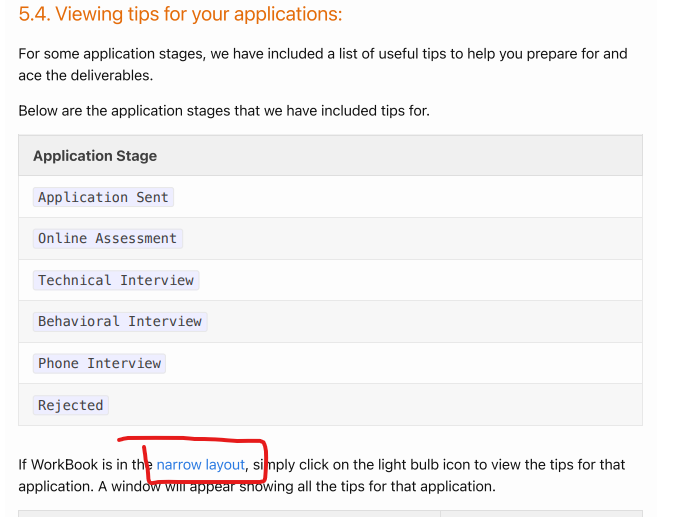 5.4. Viewing tips for your applications:
For some application stages, we have included a list of useful tips to help you prepare for and
ace the deliverables.
Below are the application stages that we have included tips for.
Application Stage
Application Sent
Online Assessment
Technical Interview
Behavioral Interview
Phone Interview
Rejected
If WorkBook is in the narrow layout, simply click on the light bulb icon to view the tips for that
application. A window will appear showing all the tips for that application.